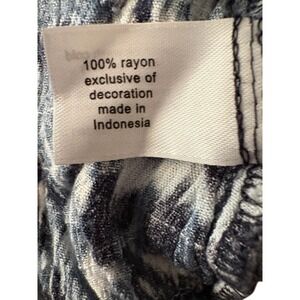 100% rayon
exclusive of
decoration
made in
Indonesia